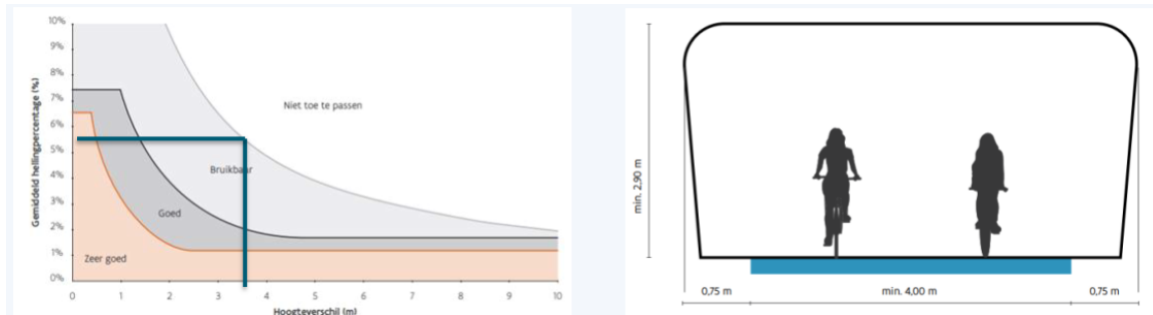 10%
9%
8%
7%
6%
5%
4%
3%
2%
1%
0%
Gemiddeld hellingpercentage (%)
Niet toe te passen
Bruikbaar
Goed
Zeer goed
0 1 2 3 4 5 6 7 8 9 10
Hoogteverschil (m)
min. 2,90 m
0,75 m
min. 4,00 m
0,75 m